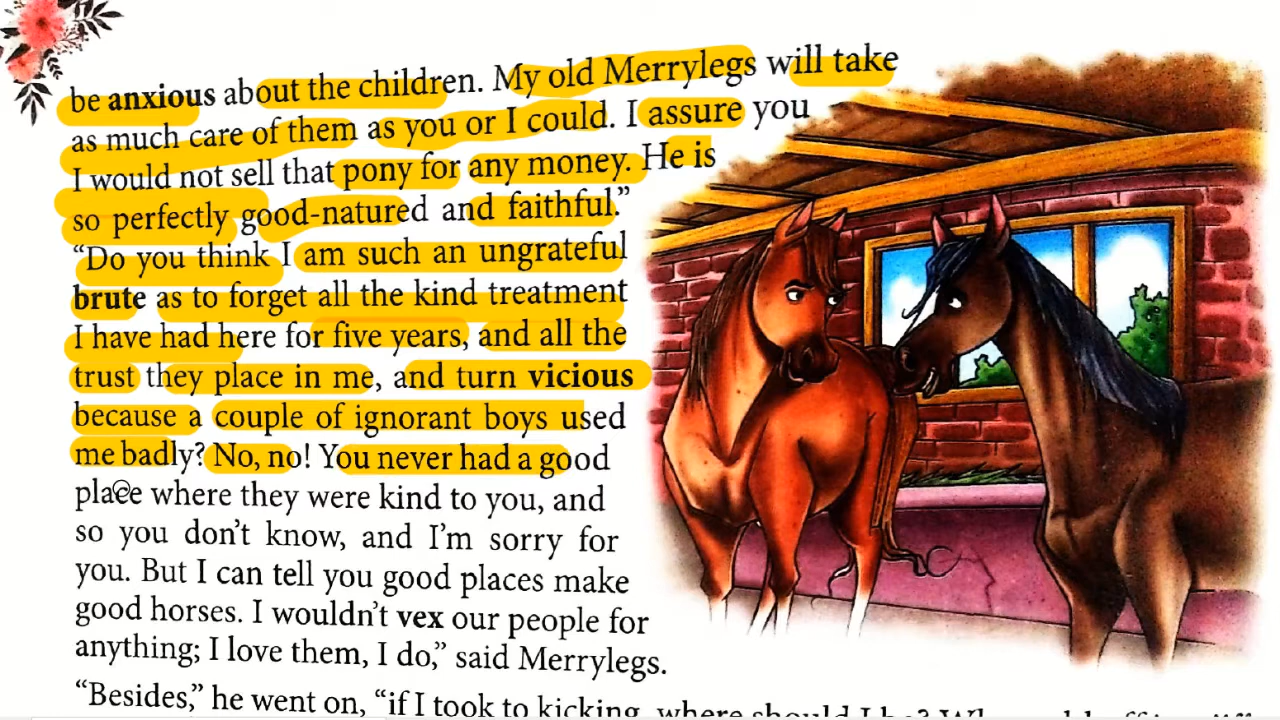 be anxious about the children. My old Merrylegs will take
as much care of them as you or I could. I assure you
I would not sell that pony for any money. He is
so perfectly good-natured and faithful.”
“Do you think I am such an ungrateful
brute as to forget all the kind treatment
I have had here for five years, and all the
trust they place in me, and turn vicious
because a couple of ignorant boys used
me badly? No, no! You never had a good
place where they were kind to you, and
so you don’t know, and I’m sorry for
you. But I can tell you good places make
good horses. I wouldn’t vex our people for
anything; I love them, I do,” said Merrylegs.
“Besides,” he went on, “if I took to kicking, where should I be?